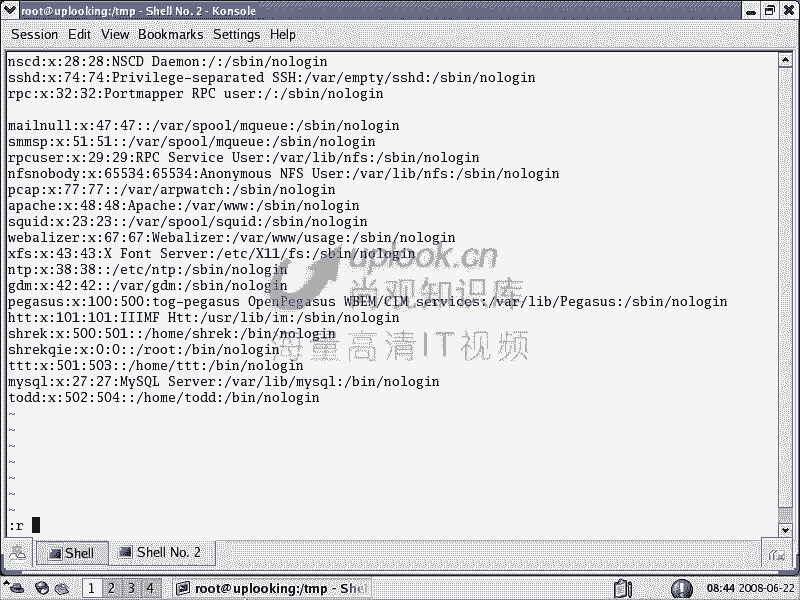 root@uplooking:/tmp - Shell No. 2 - Konsole
Session Edit View Bookmarks Settings Help
nscd:x:28:28:NSCD Daemon:/:/sbin/nologin
sshd:x:74:74:Privilege-separated SSH:/var/empty/sshd:/sbin/nologin
rpc:x:32:32:Portmapper RPC user:/:/sbin/nologin
mailnull:x:47:47::/var/spool/mqueue:/sbin/nologin
smmsp:x:51:51::/var/spool/mqueue:/sbin/nologin
rpcuser:x:29:29:RPC Service User:/var/lib/nfs:/sbin/nologin
nfsnobody:x:65534:65534:Anonymous NFS User:/var/lib/nfs:/sbin/nologin
pcap:x:77:77::/var/arpwatch:/sbin/nologin
apache:x:48:48:Apache:/var/www:/sbin/nologin
squid:x:23:23::/var/spool/squid:/sbin/nologin
webalizer:x:67:67:Webalizer:/var/www/usage:/sbin/nologin
xfs:x:43:43:X Font Server:/etc/X11/fs:/sbin/nologin
ntp:x:38:38::/etc/ntp:/sbin/nologin
gdm:x:42:42::/var/gdm:/sbin/nologin
pegasus:x:100:500:tog-pegasus OpenPegasus WBEM/CIM services:/var/lib/Pegasus:/sbin/nologin
htt:x:101:101:IIIMF Htt:/usr/lib/im:/sbin/nologin
shrek:x:500:501::/home/shrek:/bin/nologin
shrekqie:x:0:0::/root:/bin/nologin
ttt:x:501:503::/home/ttt:/bin/nologin
mysql:x:27:27:MySQL Server:/var/lib/mysql:/bin/nologin
todd:x:502:504::/home/todd:/bin/nologin
~
~
~
~
~
~
~
:r
uplook.cn
尚观知识库
海量高清IT视频
Shell
Shell No. 2
1 2 3 4
root@uplooking:/tmp - She
08:44 2008-06-22